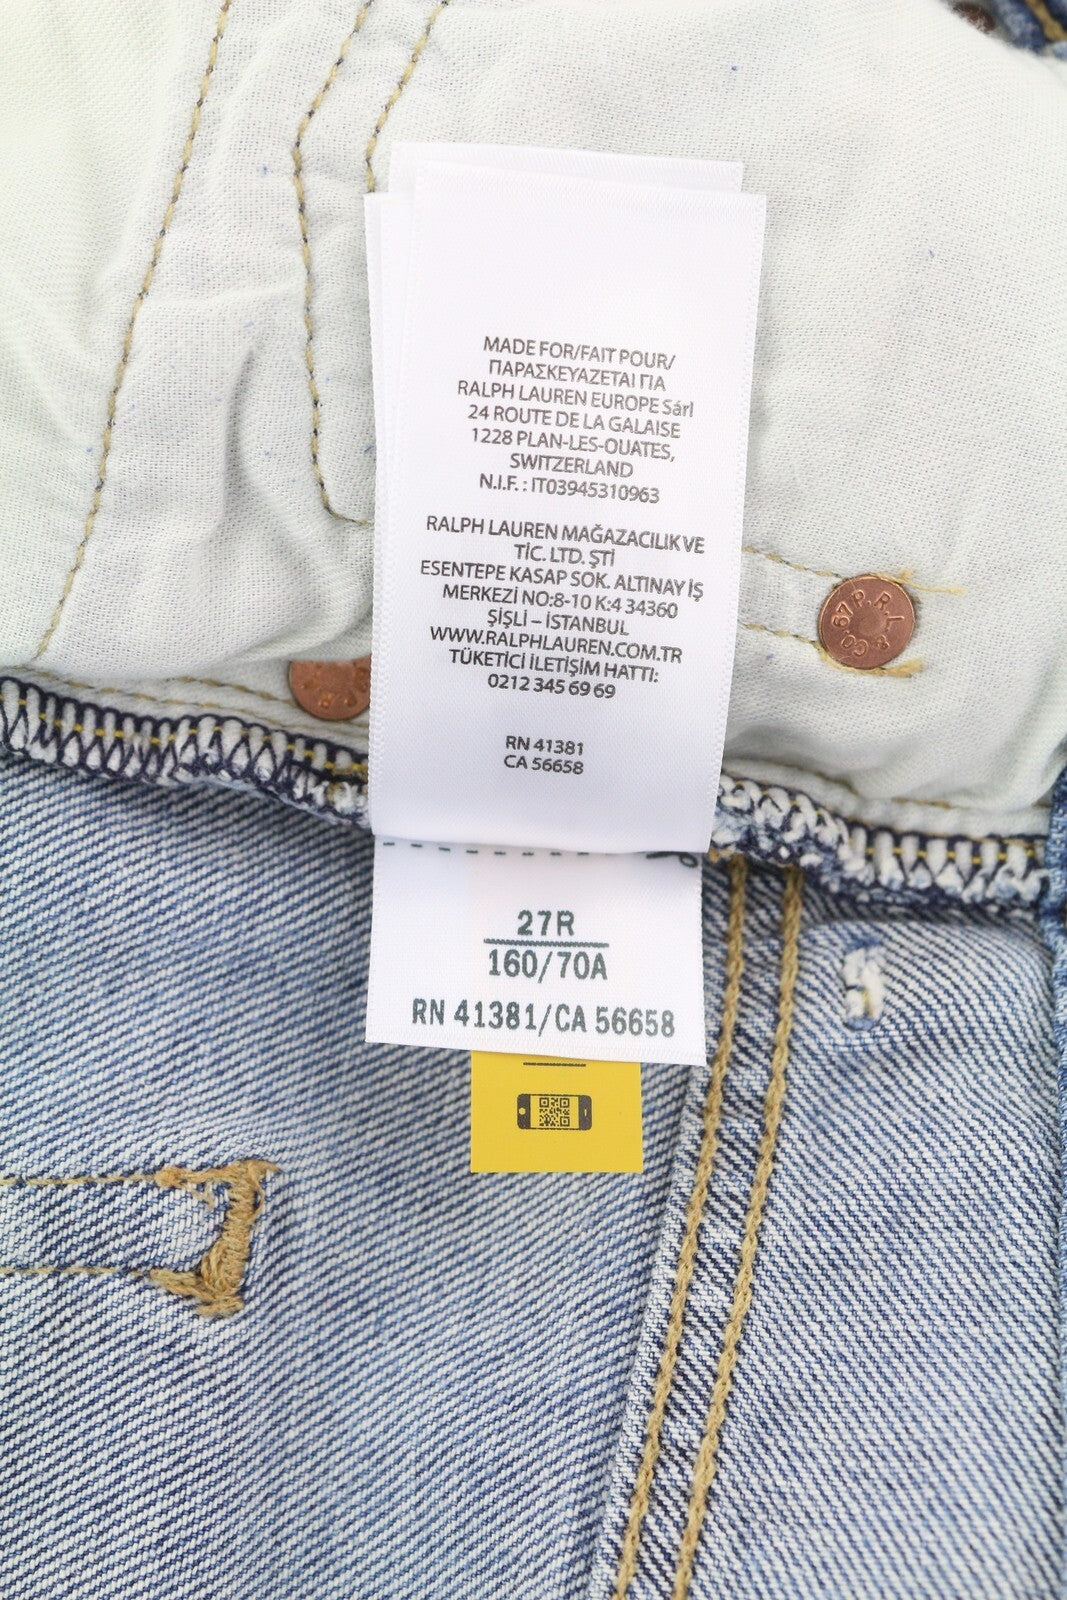 MADE FOR/FAIT POUR/
ΠΑΡΑΣΚΕΥΑΖΕΤΑΙ ΓΙΑ
RALPH LAUREN EUROPE Sárl
24 ROUTE DE LA GALAISE
1228 PLAN-LES-OUATES,
SWITZERLAND
N.I.F. : IT03945310963
RALPH LAUREN MAĞAZACILIK VE
TİC. LTD. ŞTİ
ESENTEPE KASAP SOK. ALTINAY İŞ
MERKEZİ NO:8-10 K:4 34360
ŞİŞLİ – İSTANBUL
WWW.RALPHLAUREN.COM.TR
TÜKETİCİ İLETİŞİM HATTI:
0212 345 69 69
RN 41381
CA 56658
27R
160/70A
RN 41381/CA 56658
67 P.R.L. & CO.